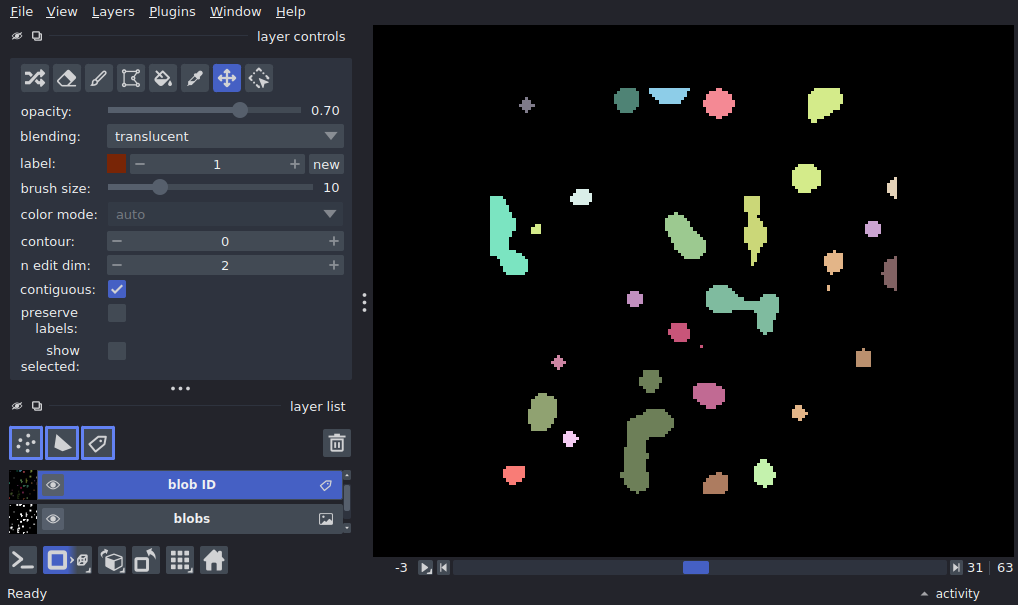 File View Layers Plugins Window Help
layer controls
opacity: 0.70
blending: translucent
label: 1 new
brush size: 10
color mode: auto
contour: 0
n edit dim: 2
contiguous:
preserve
labels:
show
selected:
layer list
blob ID
blobs
-3 31 63
Ready activity